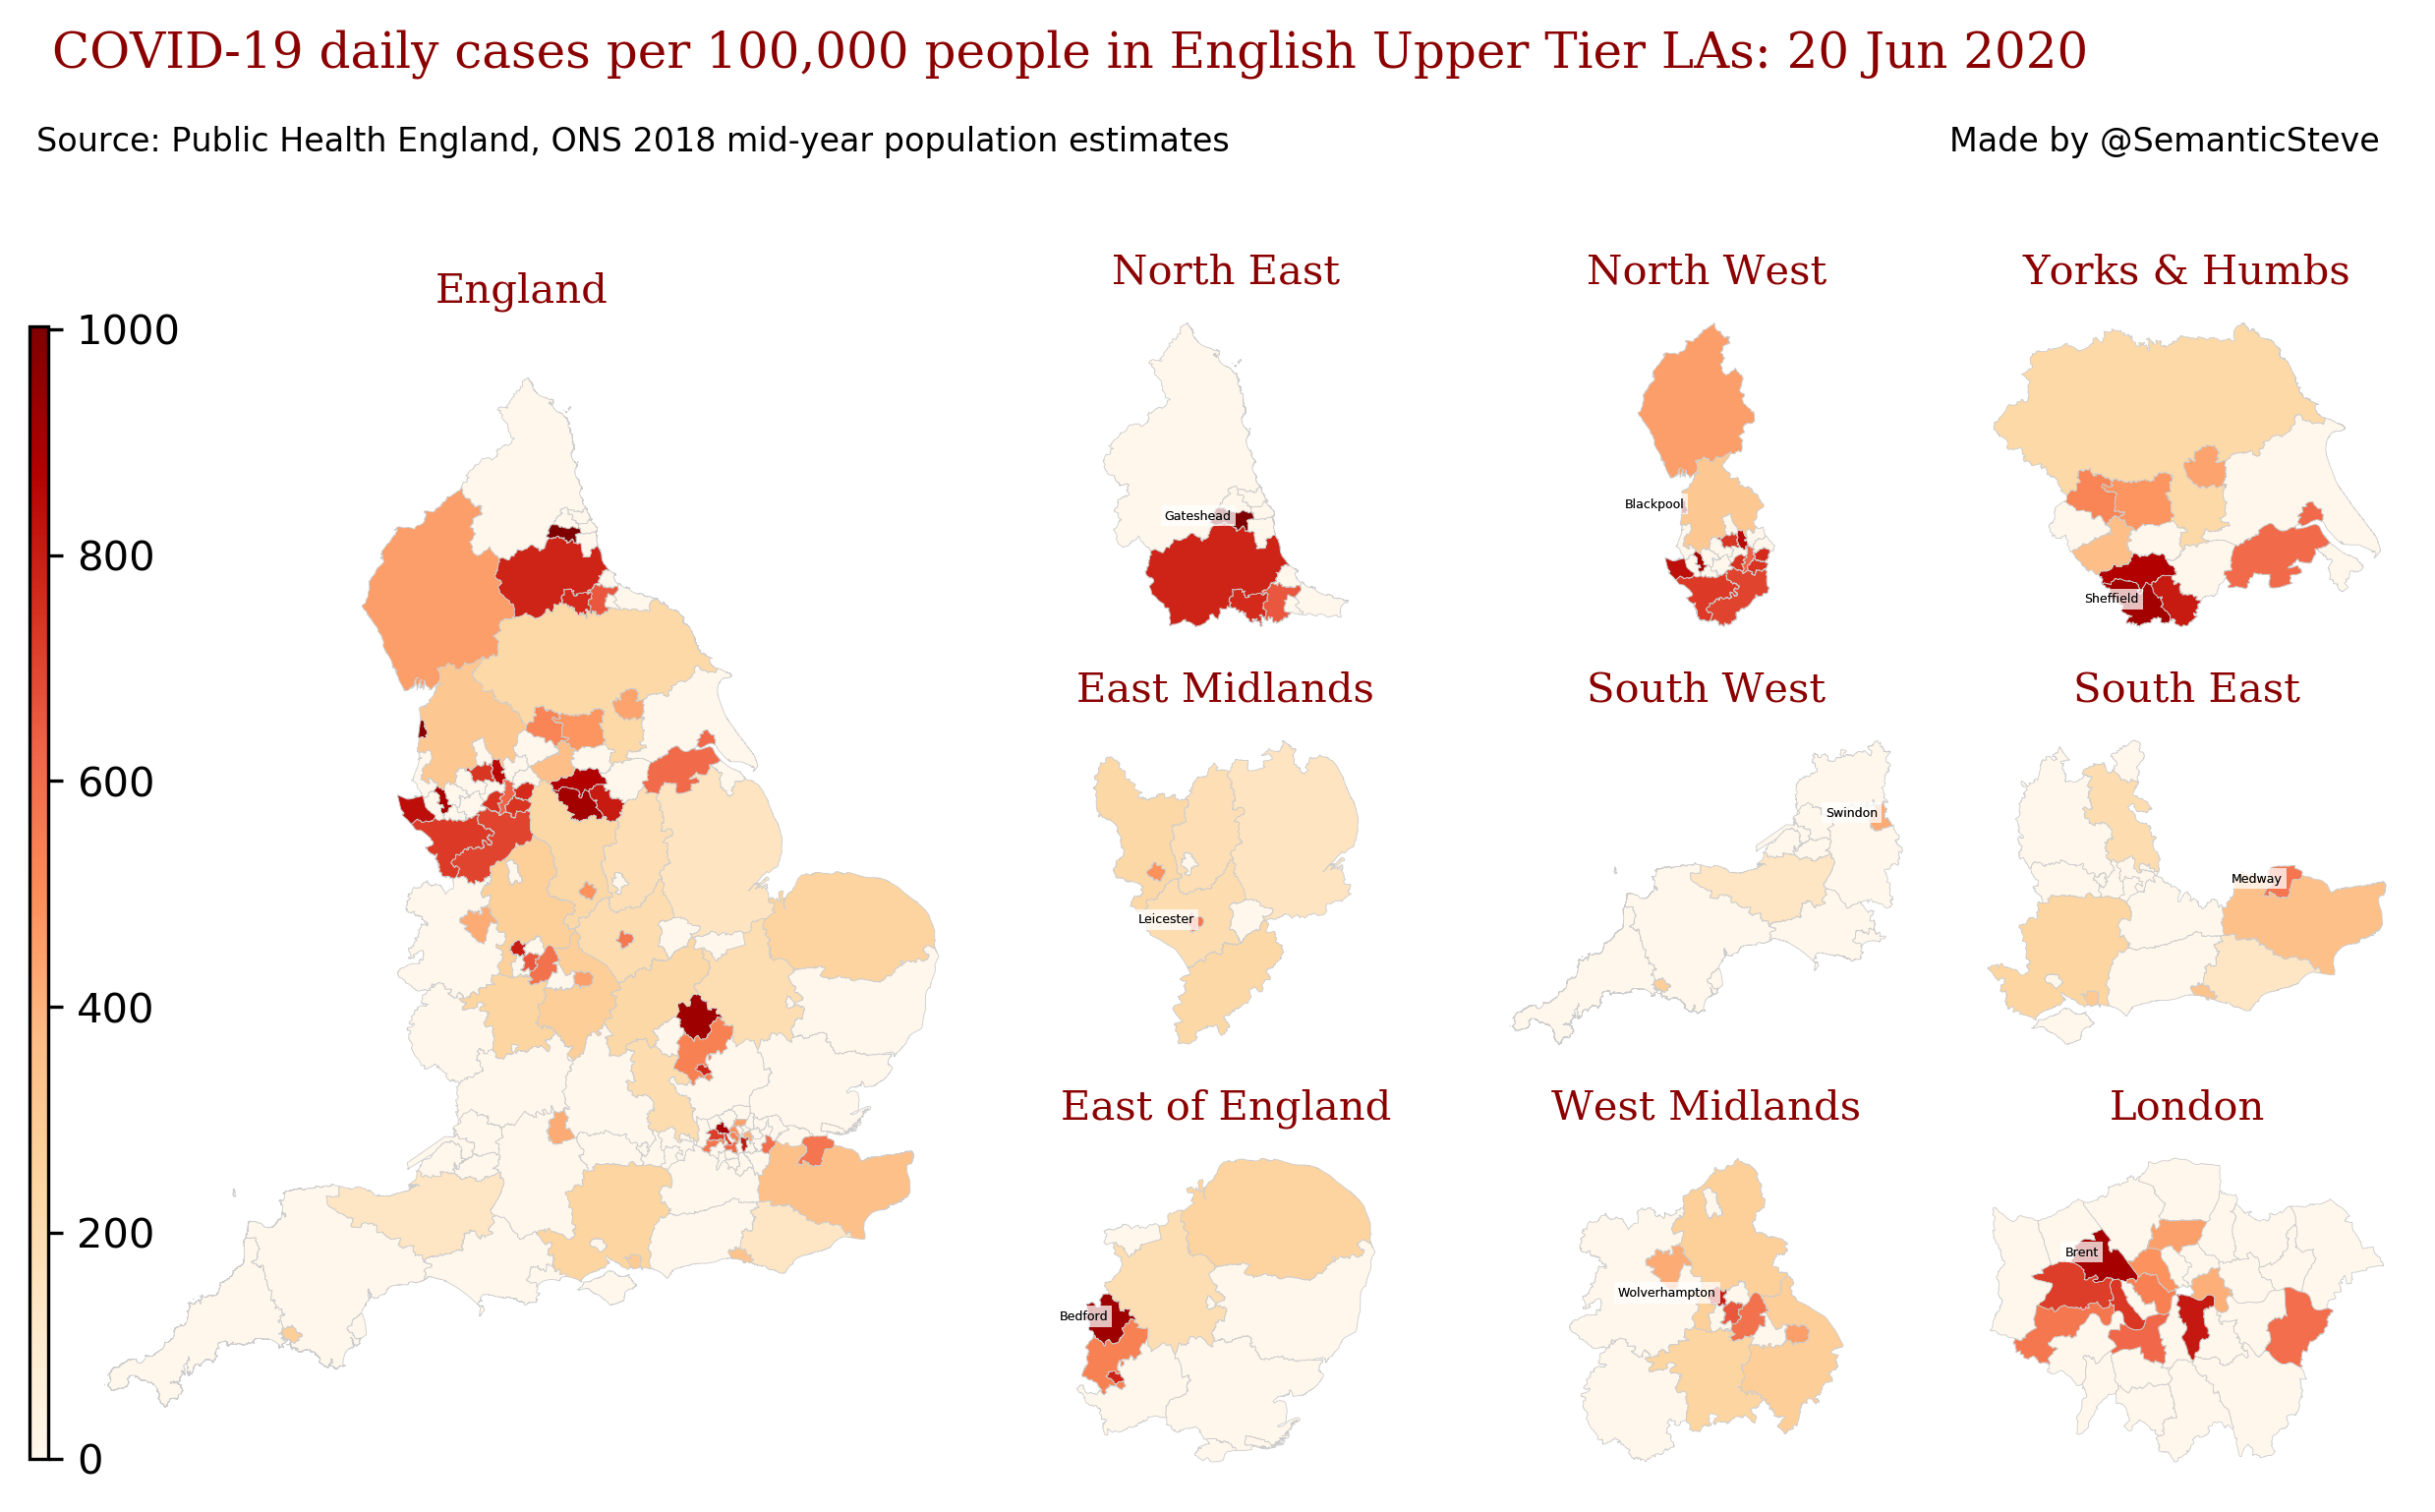 COVID-19 daily cases per 100,000 people in English Upper Tier LAs: 20 Jun 2020
Source: Public Health England, ONS 2018 mid-year population estimates
Made by @SemanticSteve
England
1000
800
600
400
200
0
North East
Gateshead
North West
Blackpool
Yorks & Humbs
Sheffield
East Midlands
Leicester
South West
Swindon
South East
Medway
East of England
Bedford
West Midlands
Wolverhampton
London
Brent